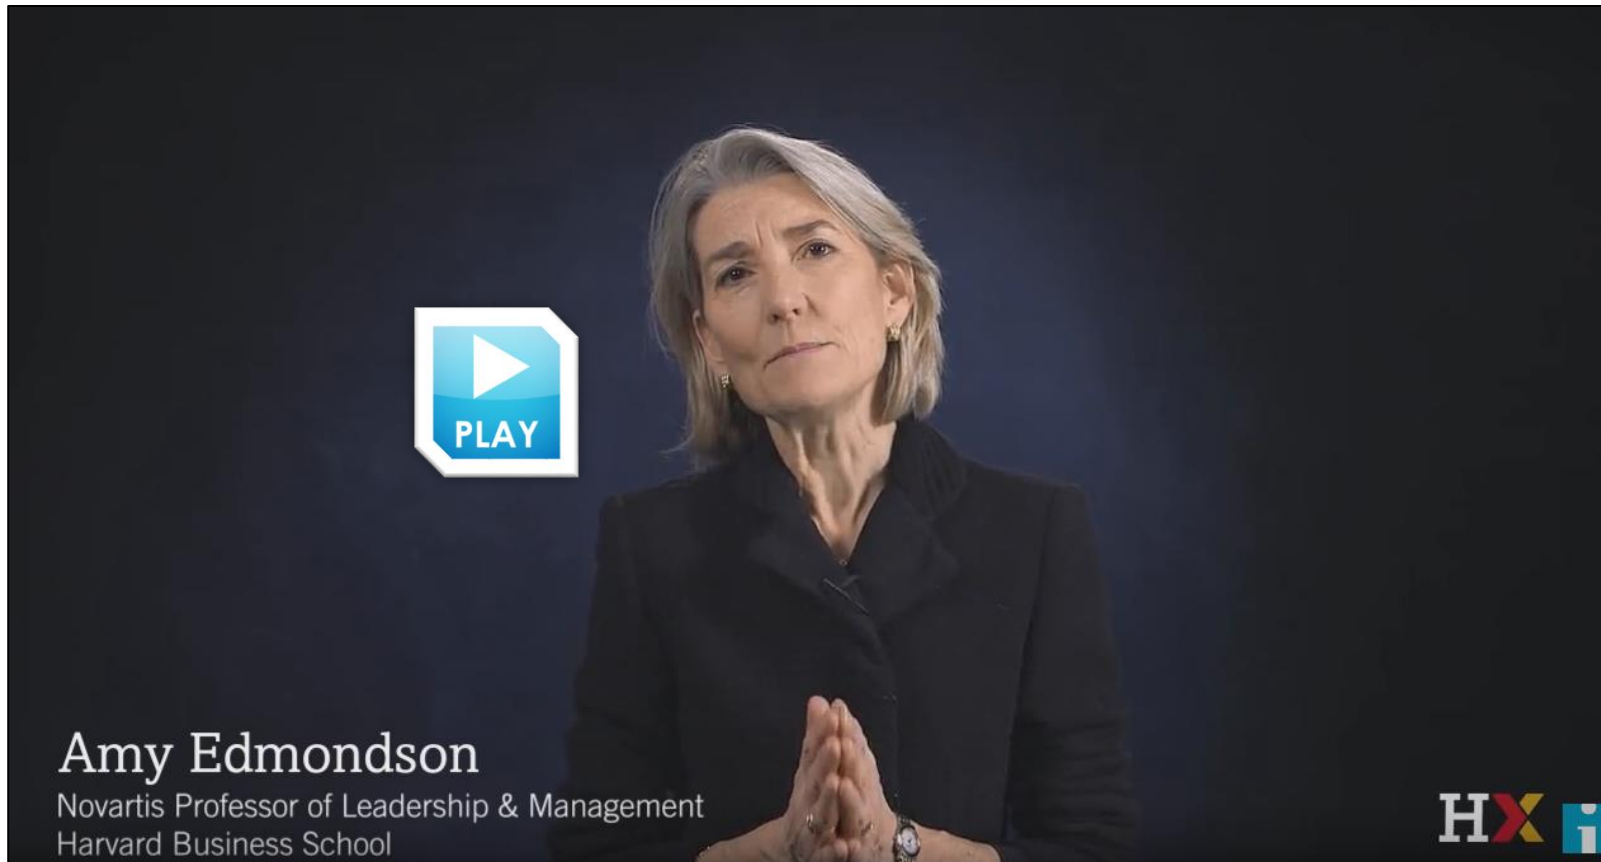 PLAY
Amy Edmondson
Novartis Professor of Leadership & Management
Harvard Business School
HX i